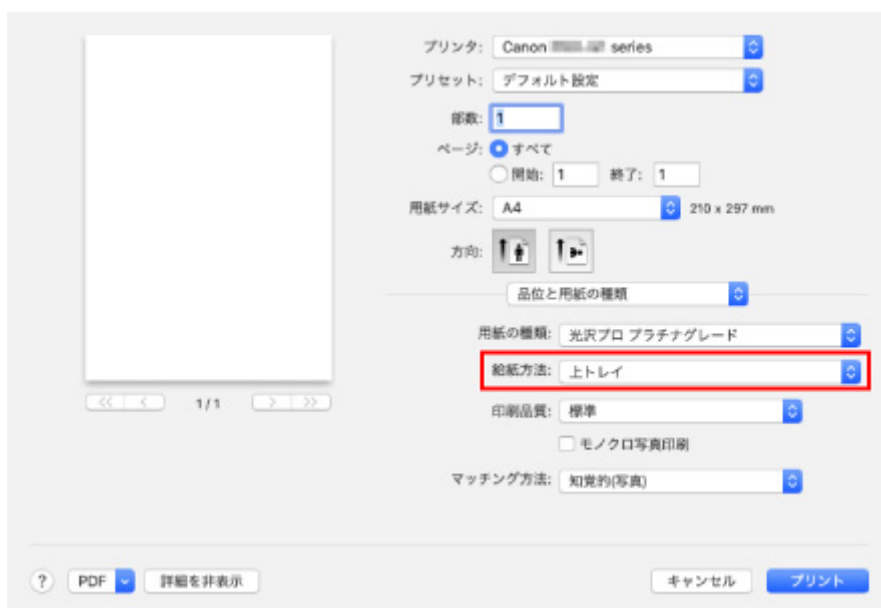 プリンタ: Canon series
プリセット: デフォルト設定
部数: 1
ページ: すべて
開始: 1 終了: 1
用紙サイズ: A4 210 x 297 mm
方向:
品位と用紙の種類
用紙の種類: 光沢プロ プラチナグレード
給紙方法: 上トレイ
<< < 1/1 > >>
印刷品質: 標準
モノクロ写真印刷
マッチング方法: 知覚的(写真)
? PDF 詳細を非表示 キャンセル プリント